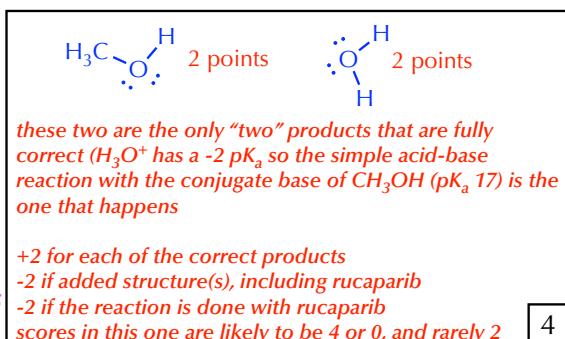 H₃C O H 2 points H O H 2 points
these two are the only “two” products that are fully
correct (H₃O⁺ has a -2 pKₐ so the simple acid-base
reaction with the conjugate base of CH₃OH (pKₐ 17) is the
one that happens
+2 for each of the correct products
-2 if added structure(s), including rucaparib
-2 if the reaction is done with rucaparib
scores in this one are likely to be 4 or 0, and rarely 2
4